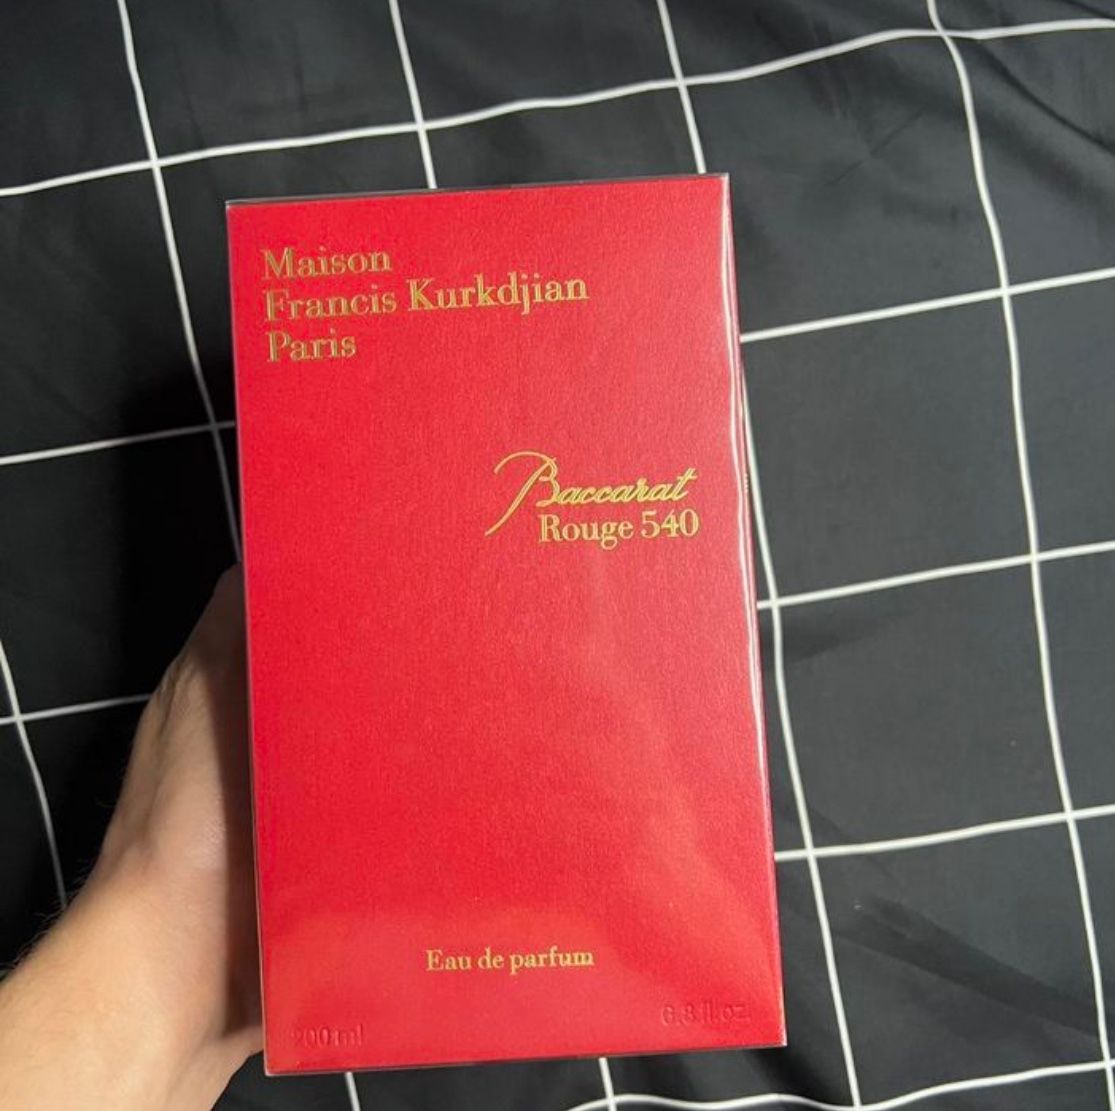 Maison
Francis Kurkdjian
Paris
Baccarat
Rouge 540
Eau de parfum
200 ml
6.8 fl.oz.